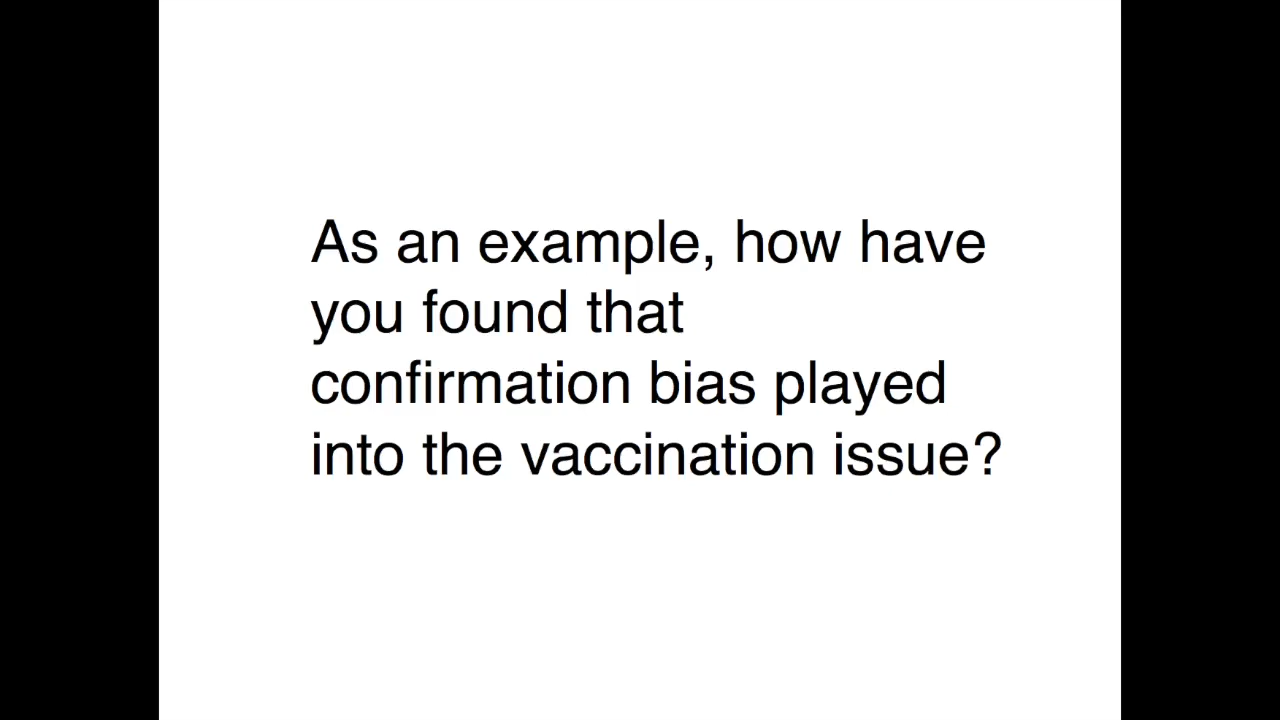 As an example, how have
you found that
confirmation bias played
into the vaccination issue?